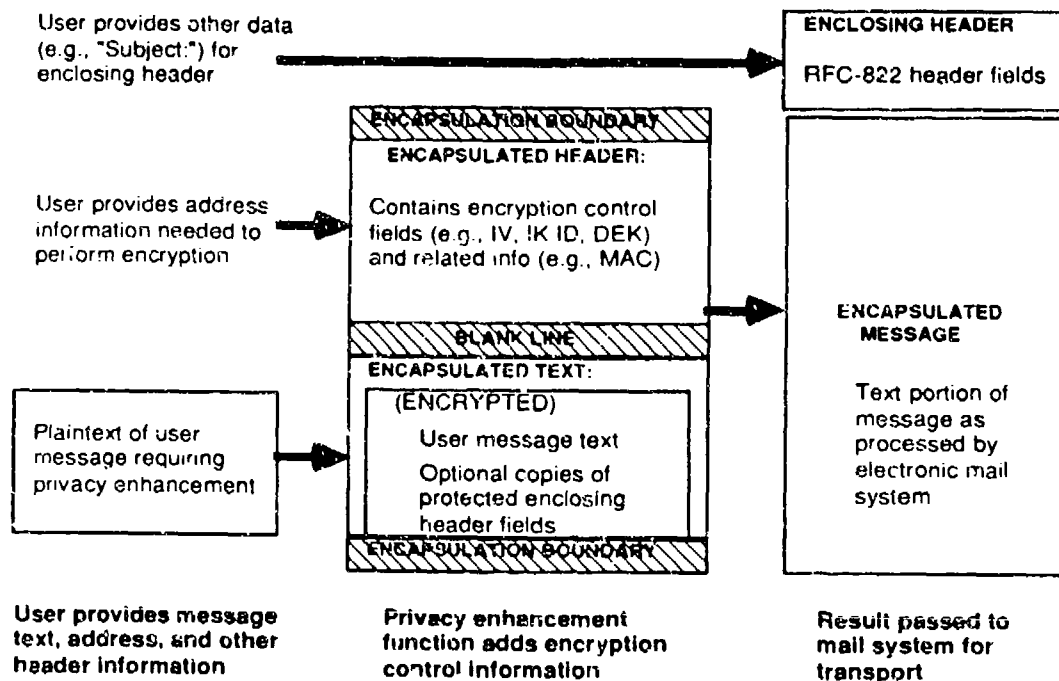 User provides other data
(e.g., "Subject:") for
enclosing header
ENCLOSING HEADER
RFC-822 header fields
ENCAPSULATION BOUNDARY
ENCAPSULATED HEADER:
User provides address
information needed to
perform encryption
Contains encryption control
fields (e.g., IV, IK ID, DEK)
and related info (e.g., MAC)
BLANK LINE
ENCAPSULATED TEXT:
(ENCRYPTED)
User message text
Optional copies of
protected enclosing
header fields
ENCAPSULATION BOUNDARY
Plaintext of user
message requiring
privacy enhancement
ENCAPSULATED
MESSAGE
Text portion of
message as
processed by
electronic mail
system
User provides message
text, address, and other
header information
Privacy enhancement
function adds encryption
control information
Result passed to
mail system for
transport